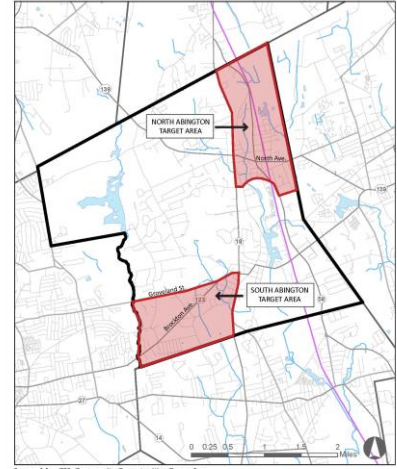 139
NORTH ABINGTON
TARGET AREA
North Ave.
139
18
SOUTH ABINGTON
TARGET AREA
Groveland St.
123
58
Brockton Ave.
27
14
0 0.25 0.5 1 1.5 2
Miles